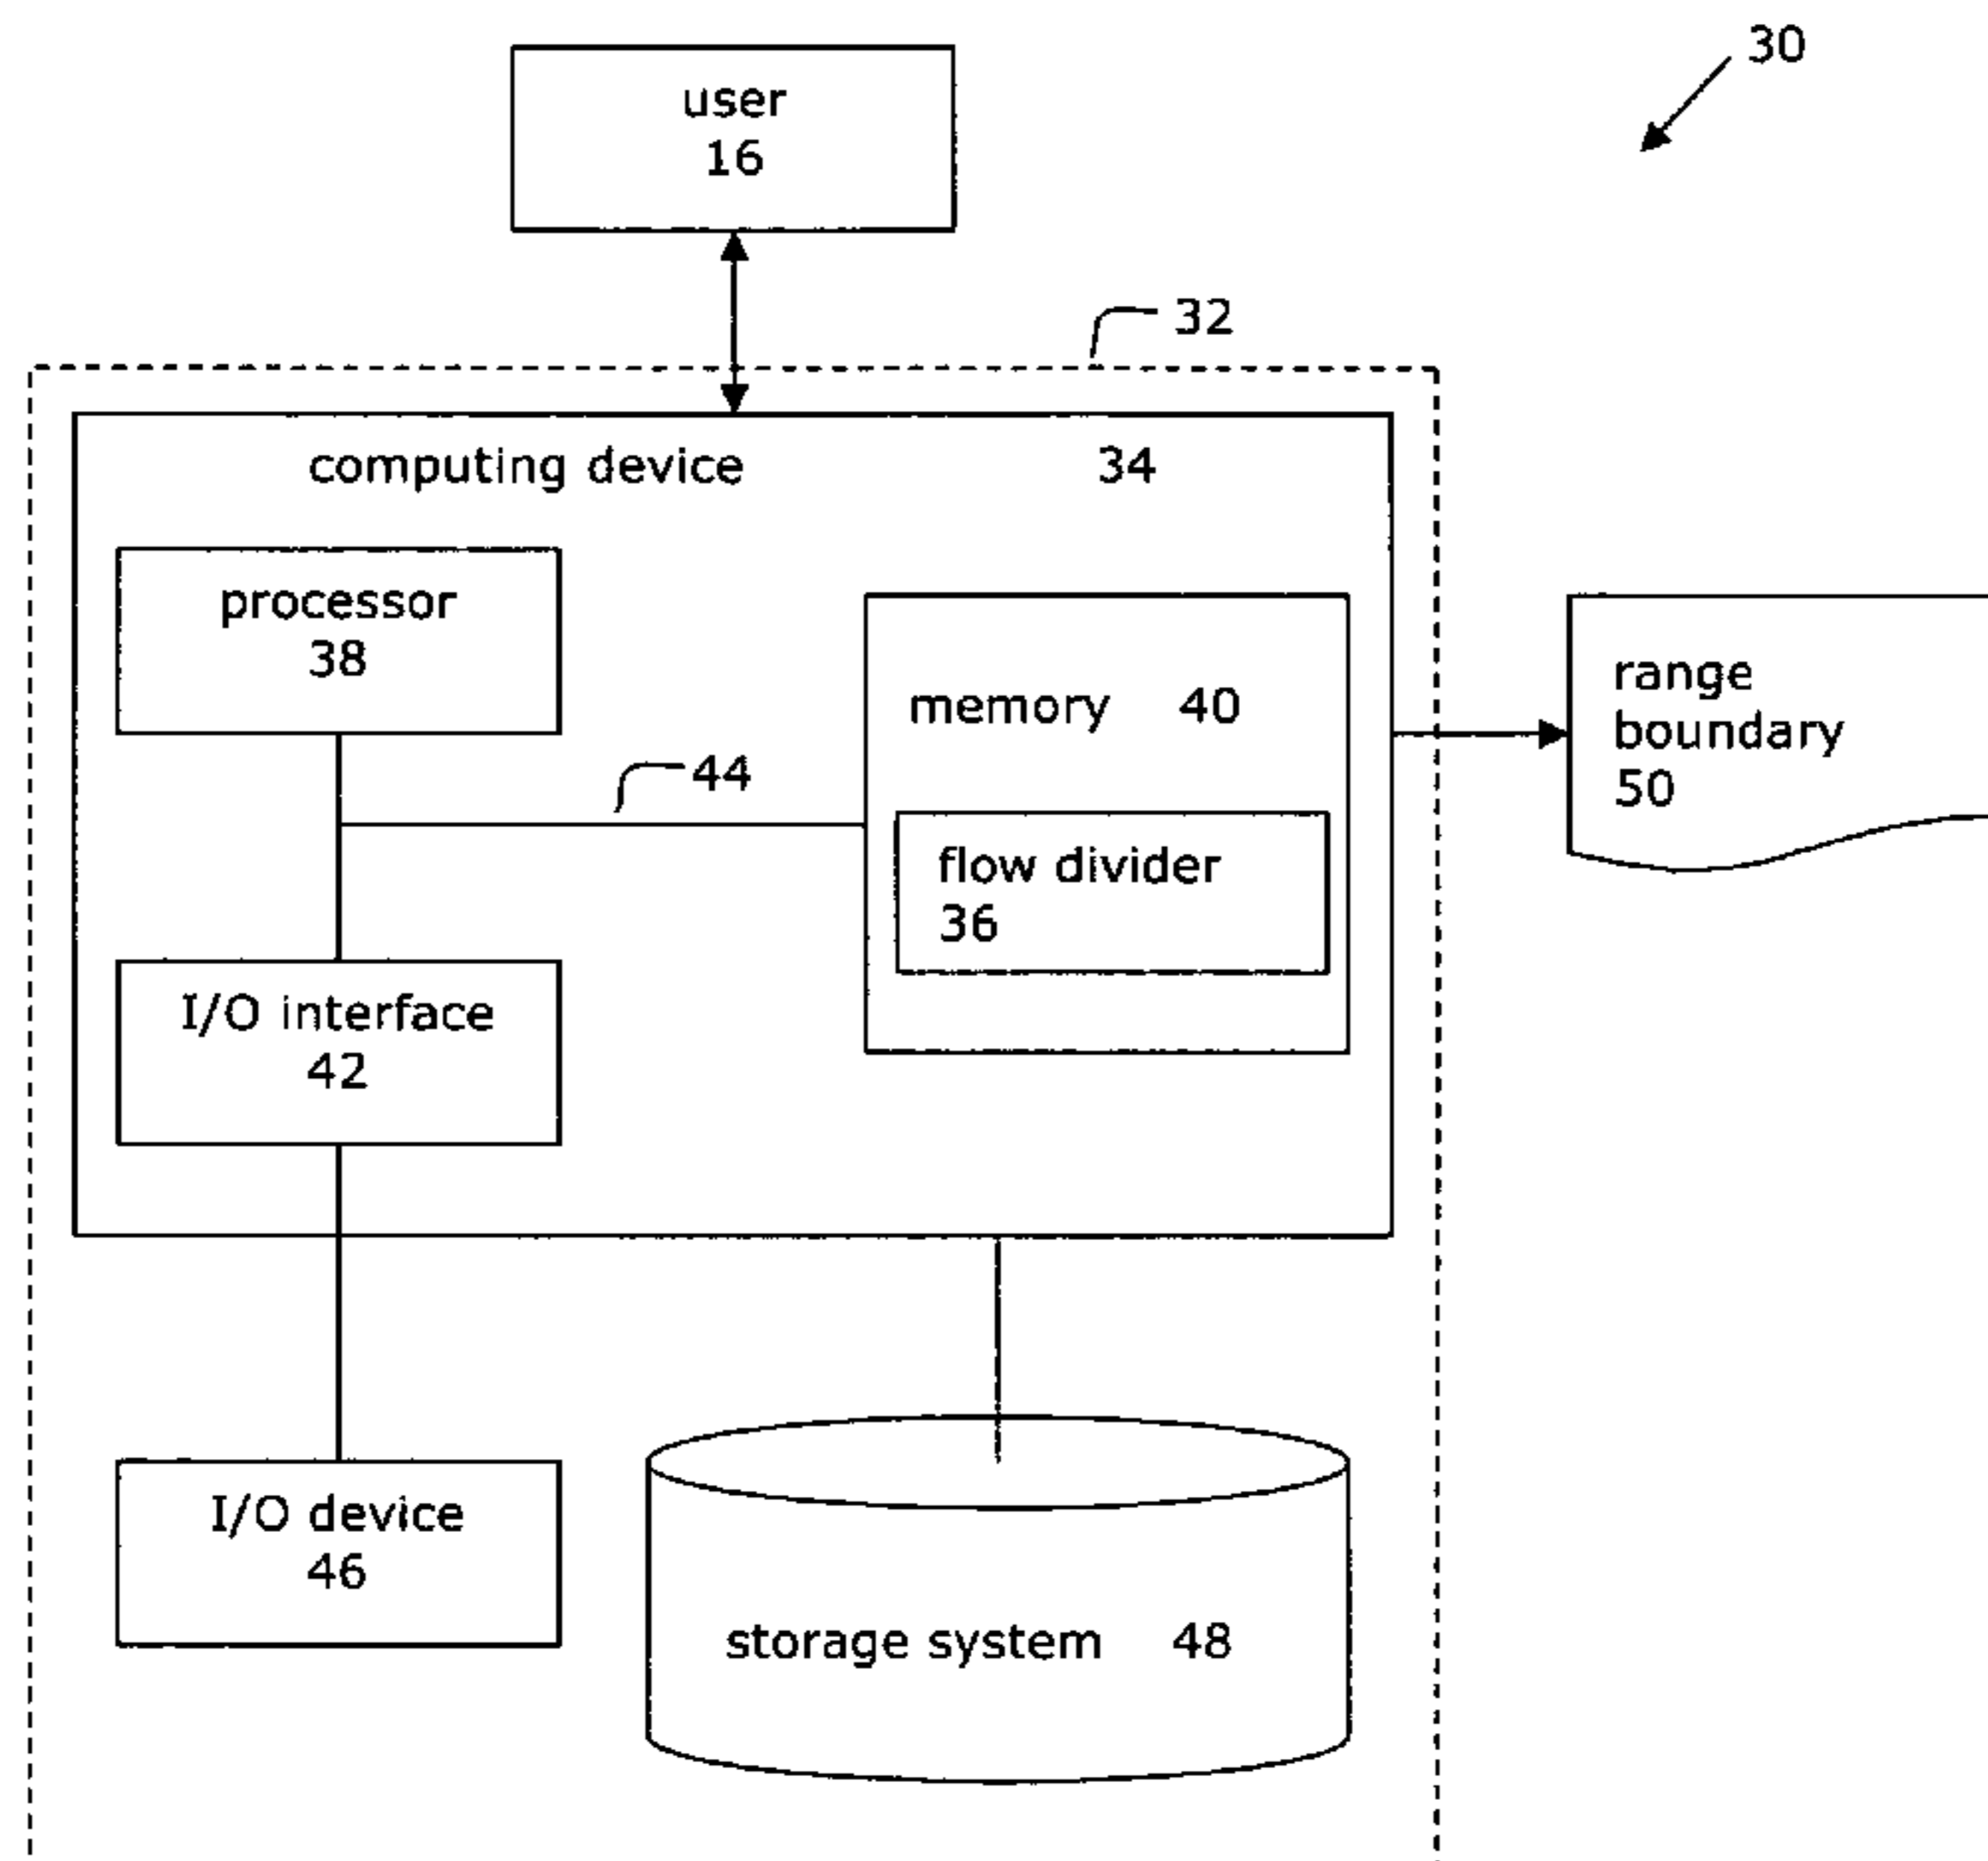 30
user
16
32
computing device 34
processor
38
memory 40
range
boundary
50
44
flow divider
36
I/O interface
42
I/O device
46
storage system 48